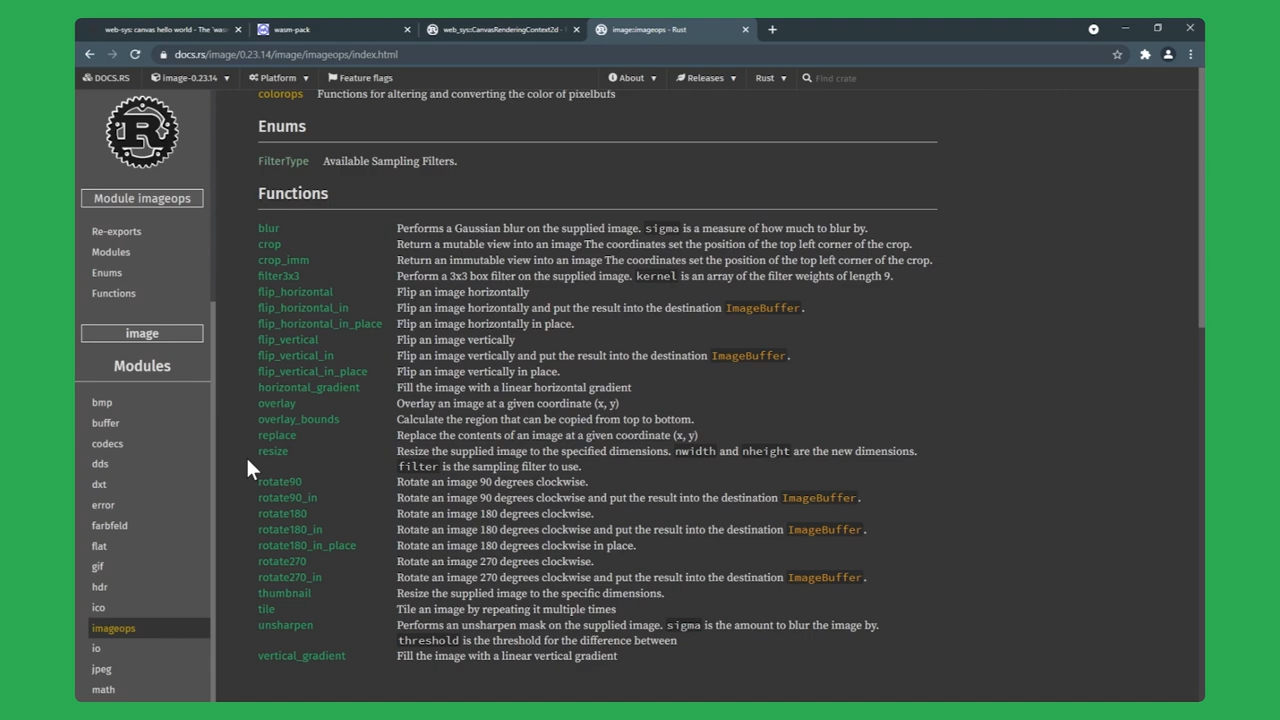 web-sys: canvas hello world - The `was
wasm-pack
web_sys::CanvasRenderingContext2d -
image::imageops - Rust
docs.rs/image/0.23.14/image/imageops/index.html
DOCS.RS
image-0.23.14
Platform
Feature flags
About
Releases
Rust
Find crate
R
Module imageops
Re-exports
Modules
Enums
Functions
image
Modules
bmp
buffer
codecs
dds
dxt
error
farbfeld
flat
gif
hdr
ico
imageops
io
jpeg
math
colorops Functions for altering and converting the color of pixelbufs
Enums
FilterType Available Sampling Filters.
Functions
blur Performs a Gaussian blur on the supplied image. sigma is a measure of how much to blur by.
crop Return a mutable view into an image The coordinates set the position of the top left corner of the crop.
crop_imm Return an immutable view into an image The coordinates set the position of the top left corner of the crop.
filter3x3 Perform a 3x3 box filter on the supplied image. kernel is an array of the filter weights of length 9.
flip_horizontal Flip an image horizontally
flip_horizontal_in Flip an image horizontally and put the result into the destination ImageBuffer.
flip_horizontal_in_place Flip an image horizontally in place.
flip_vertical Flip an image vertically
flip_vertical_in Flip an image vertically and put the result into the destination ImageBuffer.
flip_vertical_in_place Flip an image vertically in place.
horizontal_gradient Fill the image with a linear horizontal gradient
overlay Overlay an image at a given coordinate (x, y)
overlay_bounds Calculate the region that can be copied from top to bottom.
replace Replace the contents of an image at a given coordinate (x, y)
resize Resize the supplied image to the specified dimensions. nwidth and nheight are the new dimensions.
filter is the sampling filter to use.
rotate90 Rotate an image 90 degrees clockwise.
rotate90_in Rotate an image 90 degrees clockwise and put the result into the destination ImageBuffer.
rotate180 Rotate an image 180 degrees clockwise.
rotate180_in Rotate an image 180 degrees clockwise and put the result into the destination ImageBuffer.
rotate180_in_place Rotate an image 180 degrees clockwise in place.
rotate270 Rotate an image 270 degrees clockwise.
rotate270_in Rotate an image 270 degrees clockwise and put the result into the destination ImageBuffer.
thumbnail Resize the supplied image to the specific dimensions.
tile Tile an image by repeating it multiple times
unsharpen Performs an unsharpen mask on the supplied image. sigma is the amount to blur the image by.
threshold is the threshold for the difference between
vertical_gradient Fill the image with a linear vertical gradient